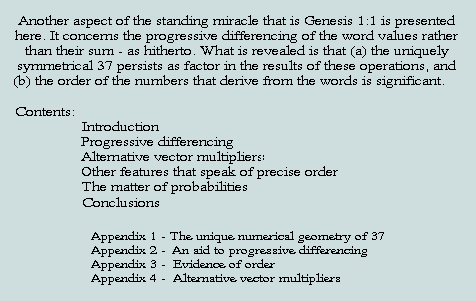 Another aspect of the standing miracle that is Genesis 1:1 is presented
here. It concerns the progressive differencing of the word values rather
than their sum - as hitherto. What is revealed is that (a) the uniquely
symmetrical 37 persists as factor in the results of these operations, and
(b) the order of the numbers that derive from the words is significant.
Contents:
Introduction
Progressive differencing
Alternative vector multipliers:
Other features that speak of precise order
The matter of probabilities
Conclusions
Appendix 1 - The unique numerical geometry of 37
Appendix 2 - An aid to progressive differencing
Appendix 3 - Evidence of order
Appendix 4 - Alternative vector multipliers